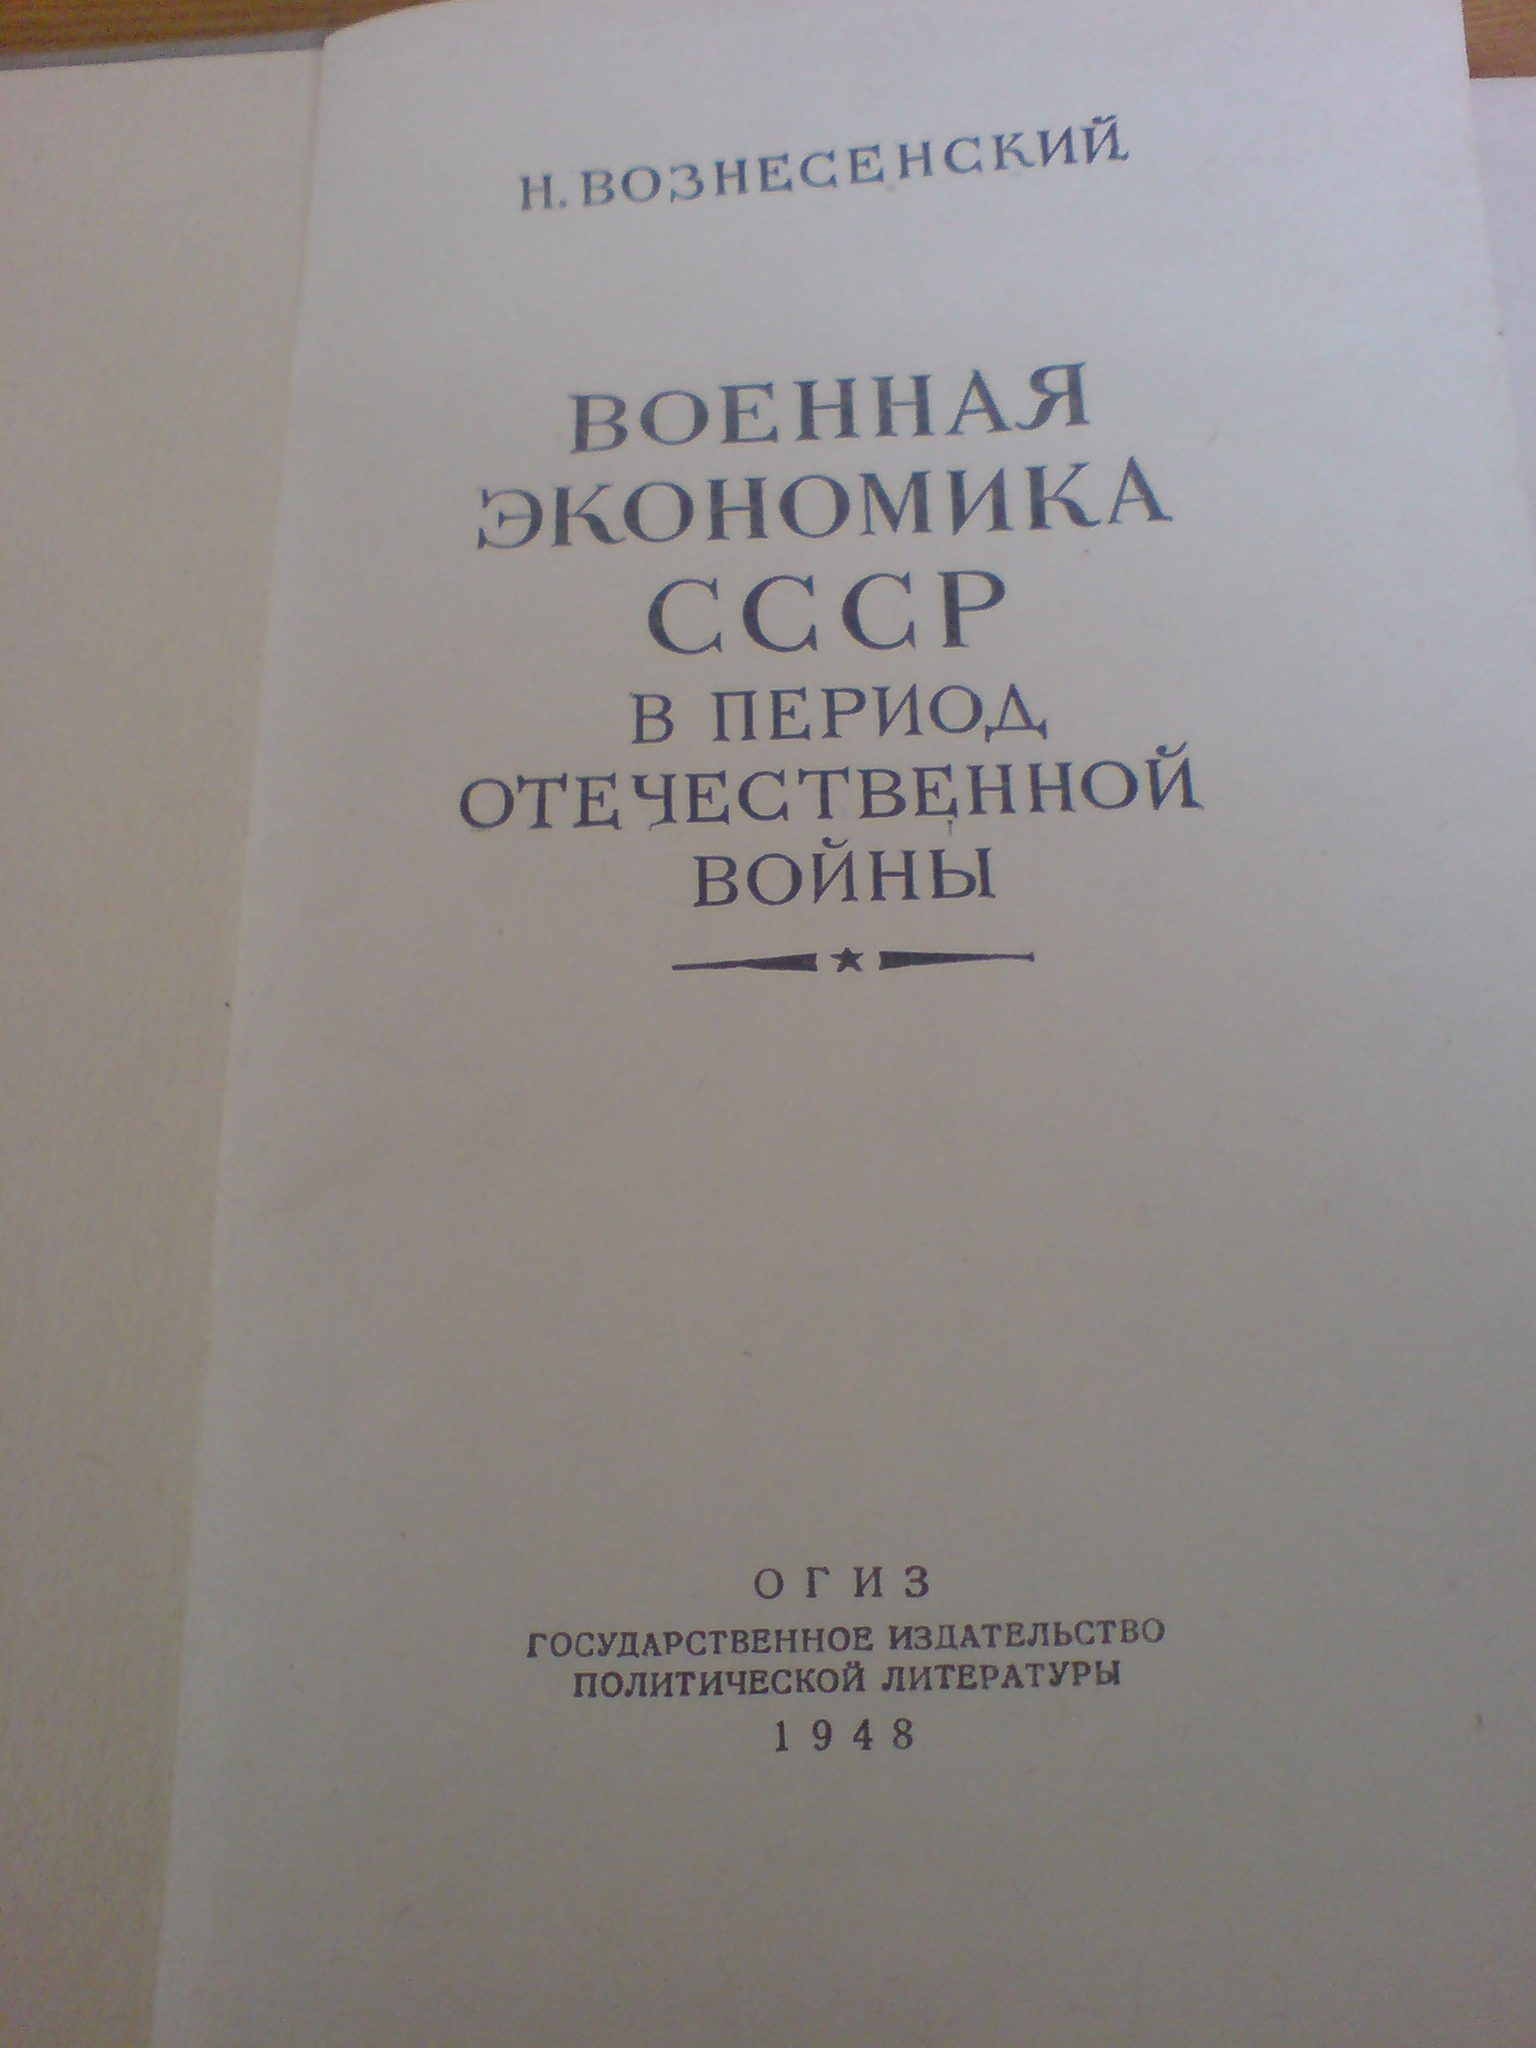 Н. ВОЗНЕСЕНСКИЙ
ВОЕННАЯ
ЭКОНОМИКА
СССР
В ПЕРИОД
ОТЕЧЕСТВЕННОЙ
ВОЙНЫ
ОГИЗ
ГОСУДАРСТВЕННОЕ ИЗДАТЕЛЬСТВО
ПОЛИТИЧЕСКОЙ ЛИТЕРАТУРЫ
1948